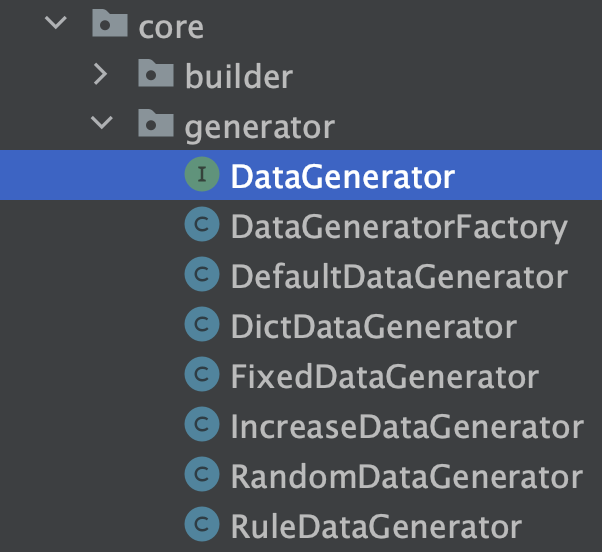 core
builder
generator
I DataGenerator
C DataGeneratorFactory
C DefaultDataGenerator
C DictDataGenerator
C FixedDataGenerator
C IncreaseDataGenerator
C RandomDataGenerator
C RuleDataGenerator